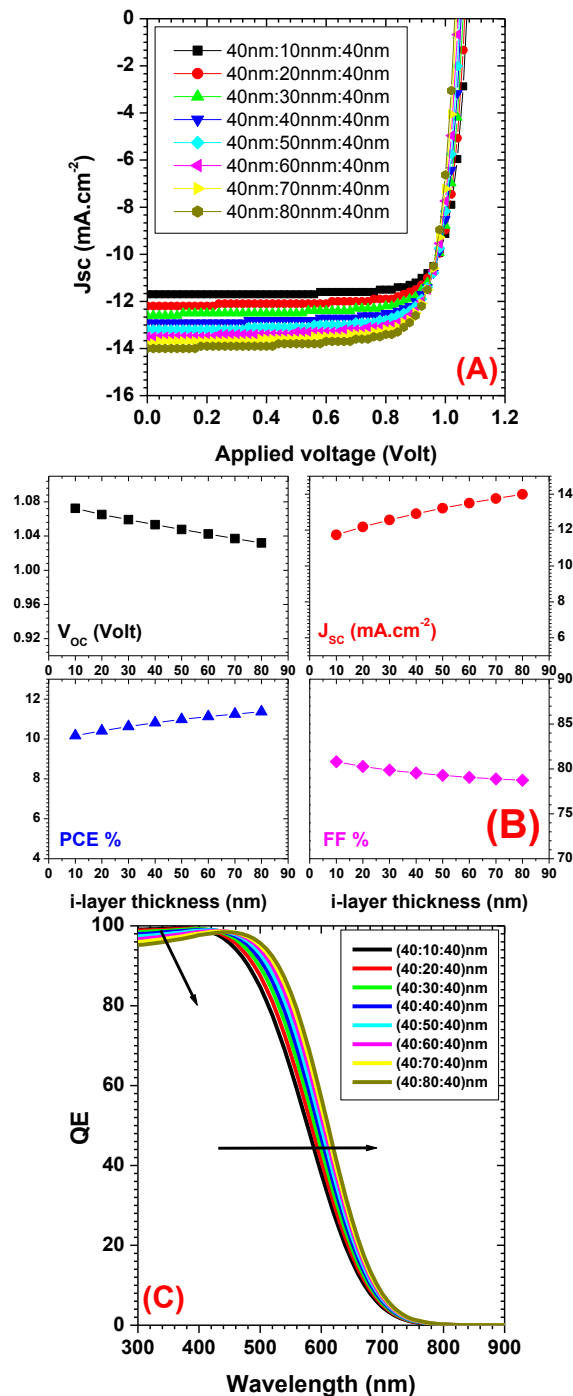 0
-2
-4
-6
-8
-10
-12
-14
-16
Jsc (mA.cm-2)
40nm:10nnm:40nm
40nm:20nnm:40nm
40nm:30nnm:40nm
40nm:40nnm:40nm
40nm:50nnm:40nm
40nm:60nnm:40nm
40nm:70nnm:40nm
40nm:80nnm:40nm
(A)
0.0 0.2 0.4 0.6 0.8 1.0 1.2
Applied voltage (Volt)
1.08
1.04
1.00
0.96
0.92
VOC (Volt)
0 10 20 30 40 50 60 70 80 90
14
12
10
8
6
JSC (mA.cm-2)
0 10 20 30 40 50 60 70 80 90
12
10
8
6
4
PCE %
0 10 20 30 40 50 60 70 80 90
i-layer thickness (nm)
90
85
80
75
70
FF %
(B)
0 10 20 30 40 50 60 70 80 90
i-layer thickness (nm)
100
80
60
40
20
0
QE
(40:10:40)nm
(40:20:40)nm
(40:30:40)nm
(40:40:40)nm
(40:50:40)nm
(40:60:40)nm
(40:70:40)nm
(40:80:40)nm
(C)
300 400 500 600 700 800 900
Wavelength (nm)